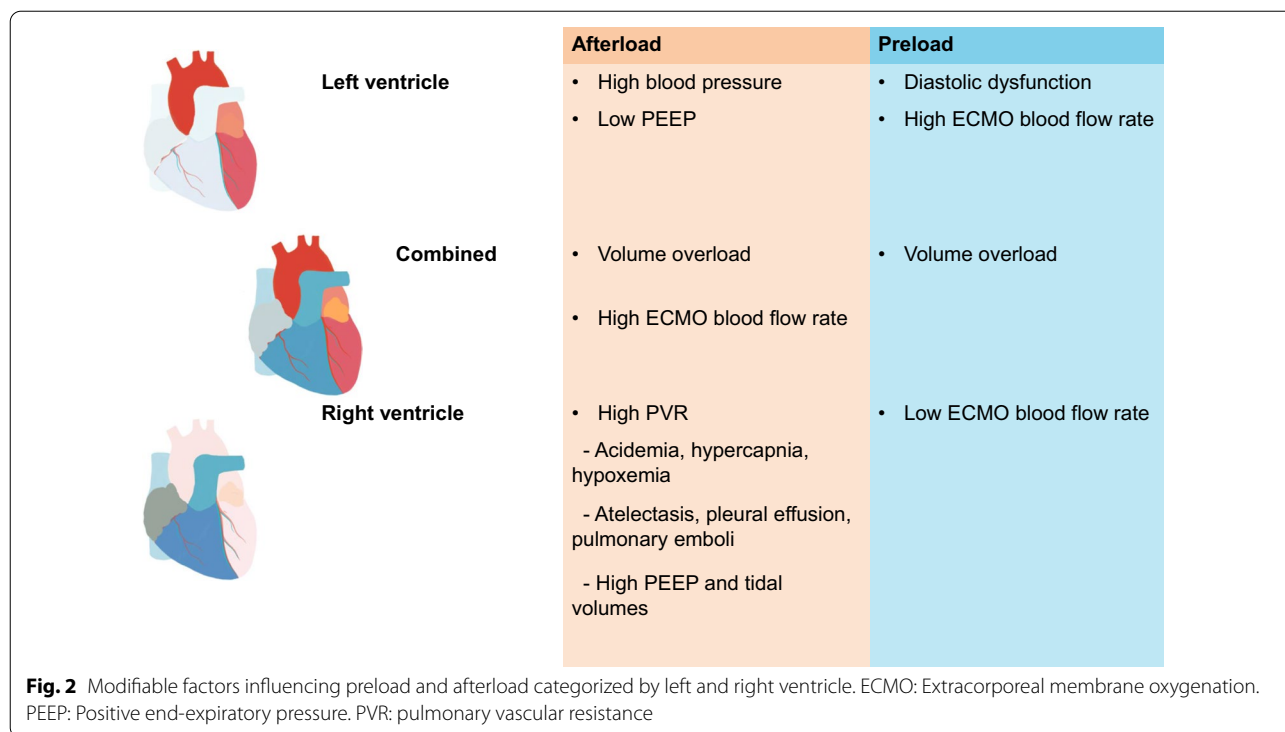 Afterload Preload
Left ventricle • High blood pressure • Diastolic dysfunction
• Low PEEP • High ECMO blood flow rate
Combined • Volume overload • Volume overload
• High ECMO blood flow rate
Right ventricle • High PVR • Low ECMO blood flow rate
- Acidemia, hypercapnia,
hypoxemia
- Atelectasis, pleural effusion,
pulmonary emboli
- High PEEP and tidal
volumes
Fig. 2 Modifiable factors influencing preload and afterload categorized by left and right ventricle. ECMO: Extracorporeal membrane oxygenation.
PEEP: Positive end-expiratory pressure. PVR: pulmonary vascular resistance